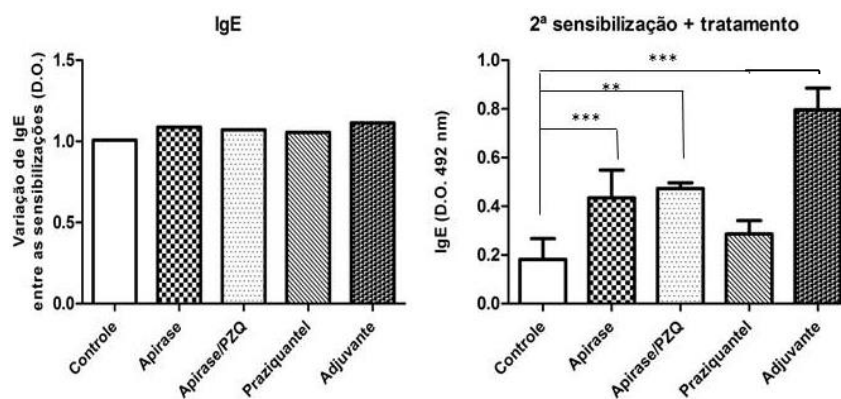 IgE
Variação de IgE
entre as sensibilizações (D.O.)
1.5
1.0
0.5
0.0
Controle
Apirase
Apirase/PZQ
Praziquantel
Adjuvante
2ª sensibilização + tratamento
IgE (D.O. 492 nm)
1.0
0.8
0.6
0.4
0.2
0.0
***
**
***
Controle
Apirase
Apirase/PZQ
Praziquantel
Adjuvante